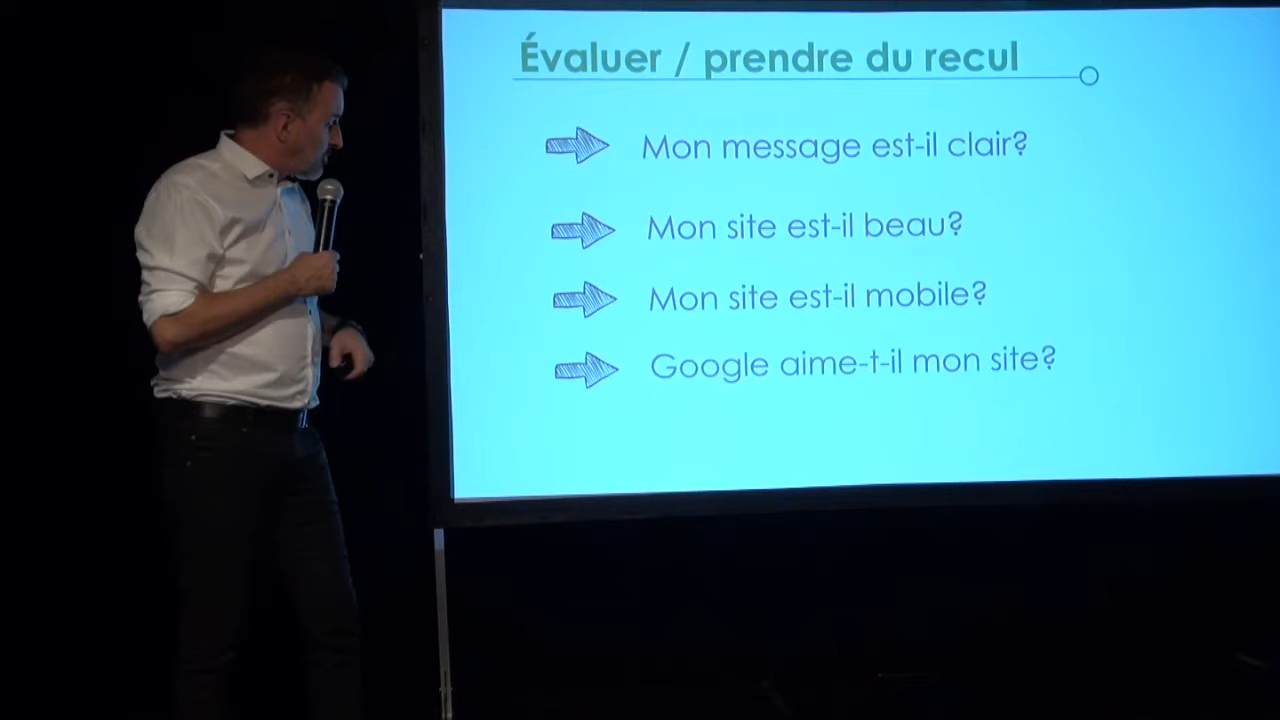 Évaluer / prendre du recul
Mon message est-il clair?
Mon site est-il beau?
Mon site est-il mobile?
Google aime-t-il mon site?